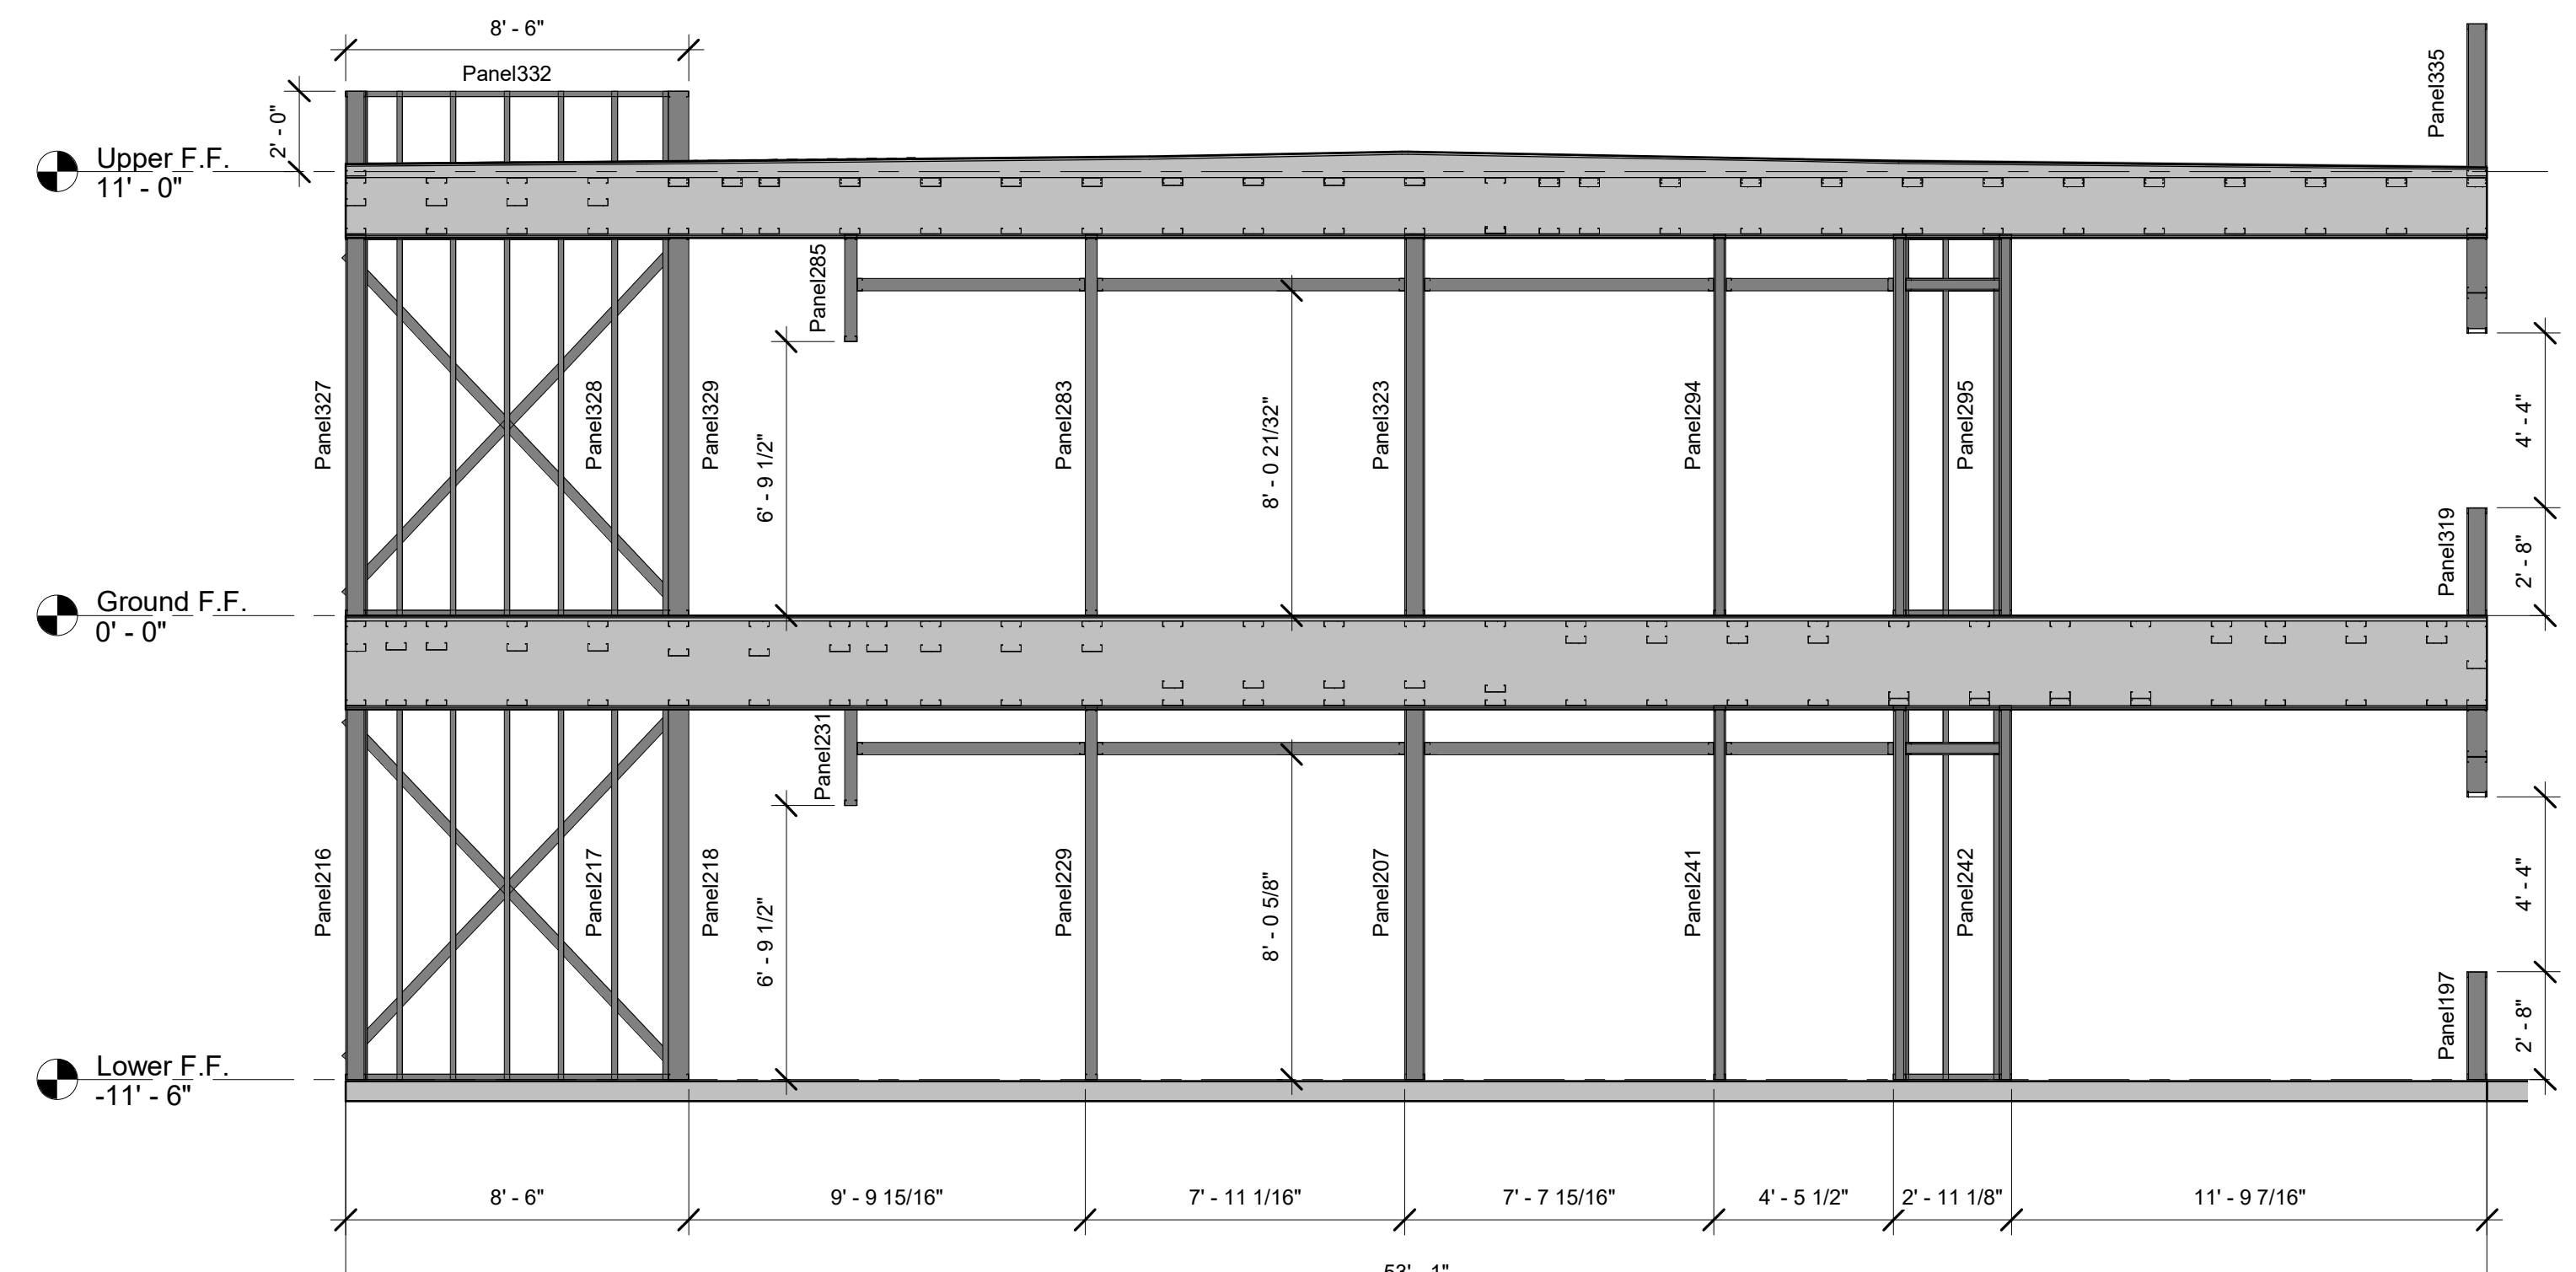 8' - 6"
Panel332
Panel335
2' - 0"
Upper F.F.
11' - 0"
Panel285
Panel327
Panel328
Panel329
6' - 9 1/2"
Panel283
8' - 0 21/32"
Panel323
Panel294
Panel295
4' - 4"
Panel319
2' - 8"
Ground F.F.
0' - 0"
Panel231
Panel216
Panel217
Panel218
6' - 9 1/2"
Panel229
8' - 0 5/8"
Panel207
Panel241
Panel242
4' - 4"
Panel197
2' - 8"
Lower F.F.
-11' - 6"
8' - 6"
9' - 9 15/16"
7' - 11 1/16"
7' - 7 15/16"
4' - 5 1/2"
2' - 11 1/8"
11' - 9 7/16"
53' - 1"